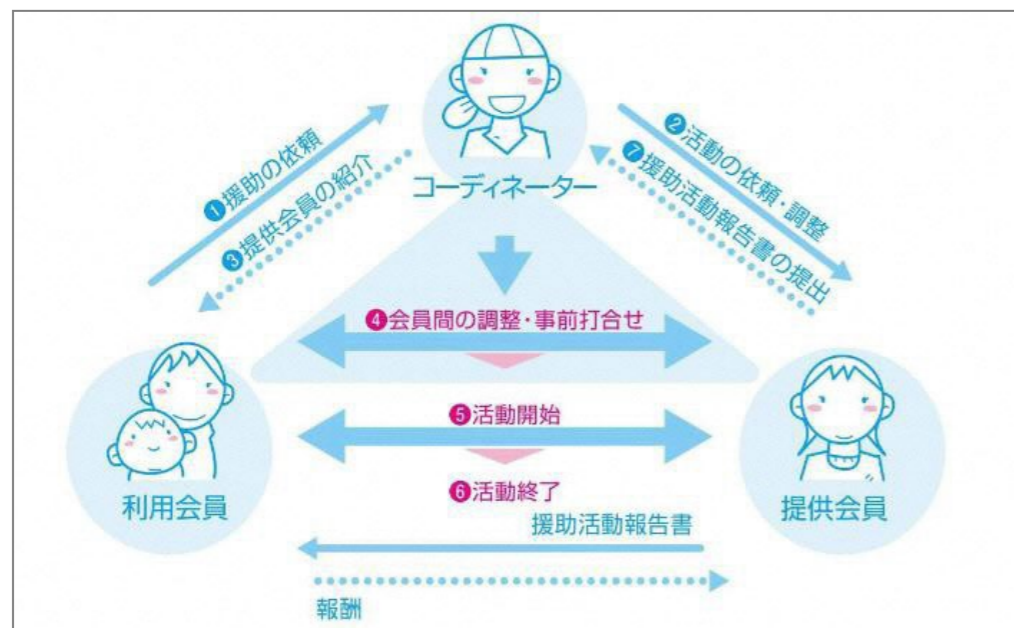 コーディネーター
❶援助の依頼
❸提供会員の紹介
❷活動の依頼・調整
❼援助活動報告書の提出
❹会員間の調整・事前打合せ
❺活動開始
❻活動終了
利用会員
提供会員
援助活動報告書
報酬